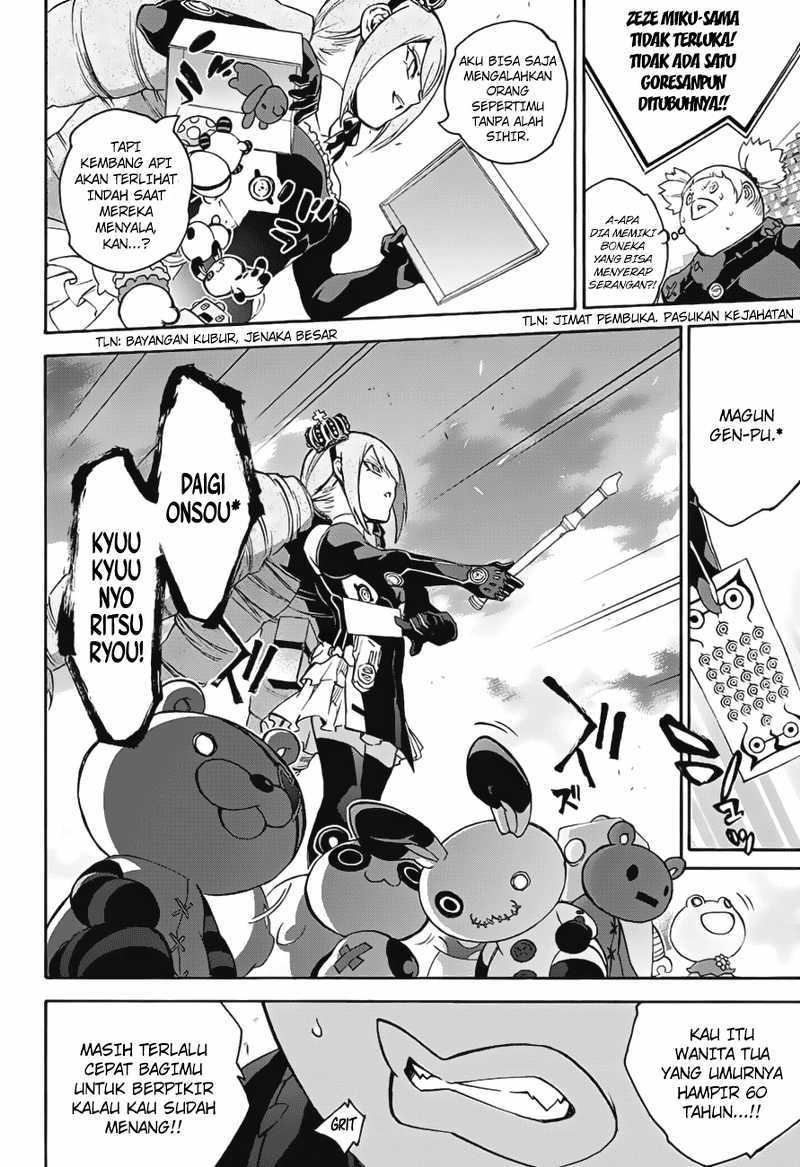 ZEZE MIKU-SAMA
TIDAK TERLUKA!
TIDAK ADA SATU
GORESANPUN
DITUBUHNYA!!
A-APA
DIA MEMIKI
BONEKA
YANG BISA
MENYERAP
SERANGAN?!
AKU BISA SAJA
MENGALAHKAN
ORANG
SEPERTIMU
TANPA ALAH
SIHIR.
TAPI
KEMBANG API
AKAN TERLIHAT
INDAH SAAT
MEREKA
MENYALA,
KAN...?
TLN: JIMAT PEMBUKA. PASUKAN KEJAHATAN
TLN: BAYANGAN KUBUR, JENAKA BESAR
MAGUN
GEN-PU.*
DAIGI
ONSOU*
KYUU
KYUU
NYO
RITSU
RYOU!
KAU ITU
WANITA TUA
YANG UMURNYA
HAMPIR 60
TAHUN...!!
GRIT
MASIH TERLALU
CEPAT BAGIMU
UNTUK BERPIKIR
KALAU KAU SUDAH
MENANG!!